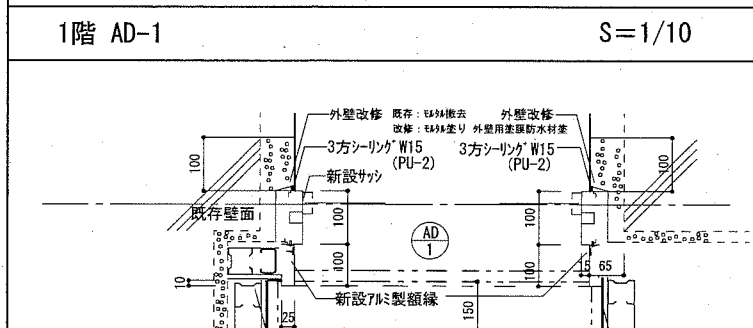 1階 AD-1
S=1/10
外壁改修 既存：モルタル撤去 外壁改修
改修：モルタル塗り 外壁用塗膜防水材塗
3方シーリング W15 3方シーリング W15
(PU-2) (PU-2)
新設サッシ
100
100
既存壁面
100
100
AD
1
100
100
15 65
10
新設アルミ製額縁
25
150